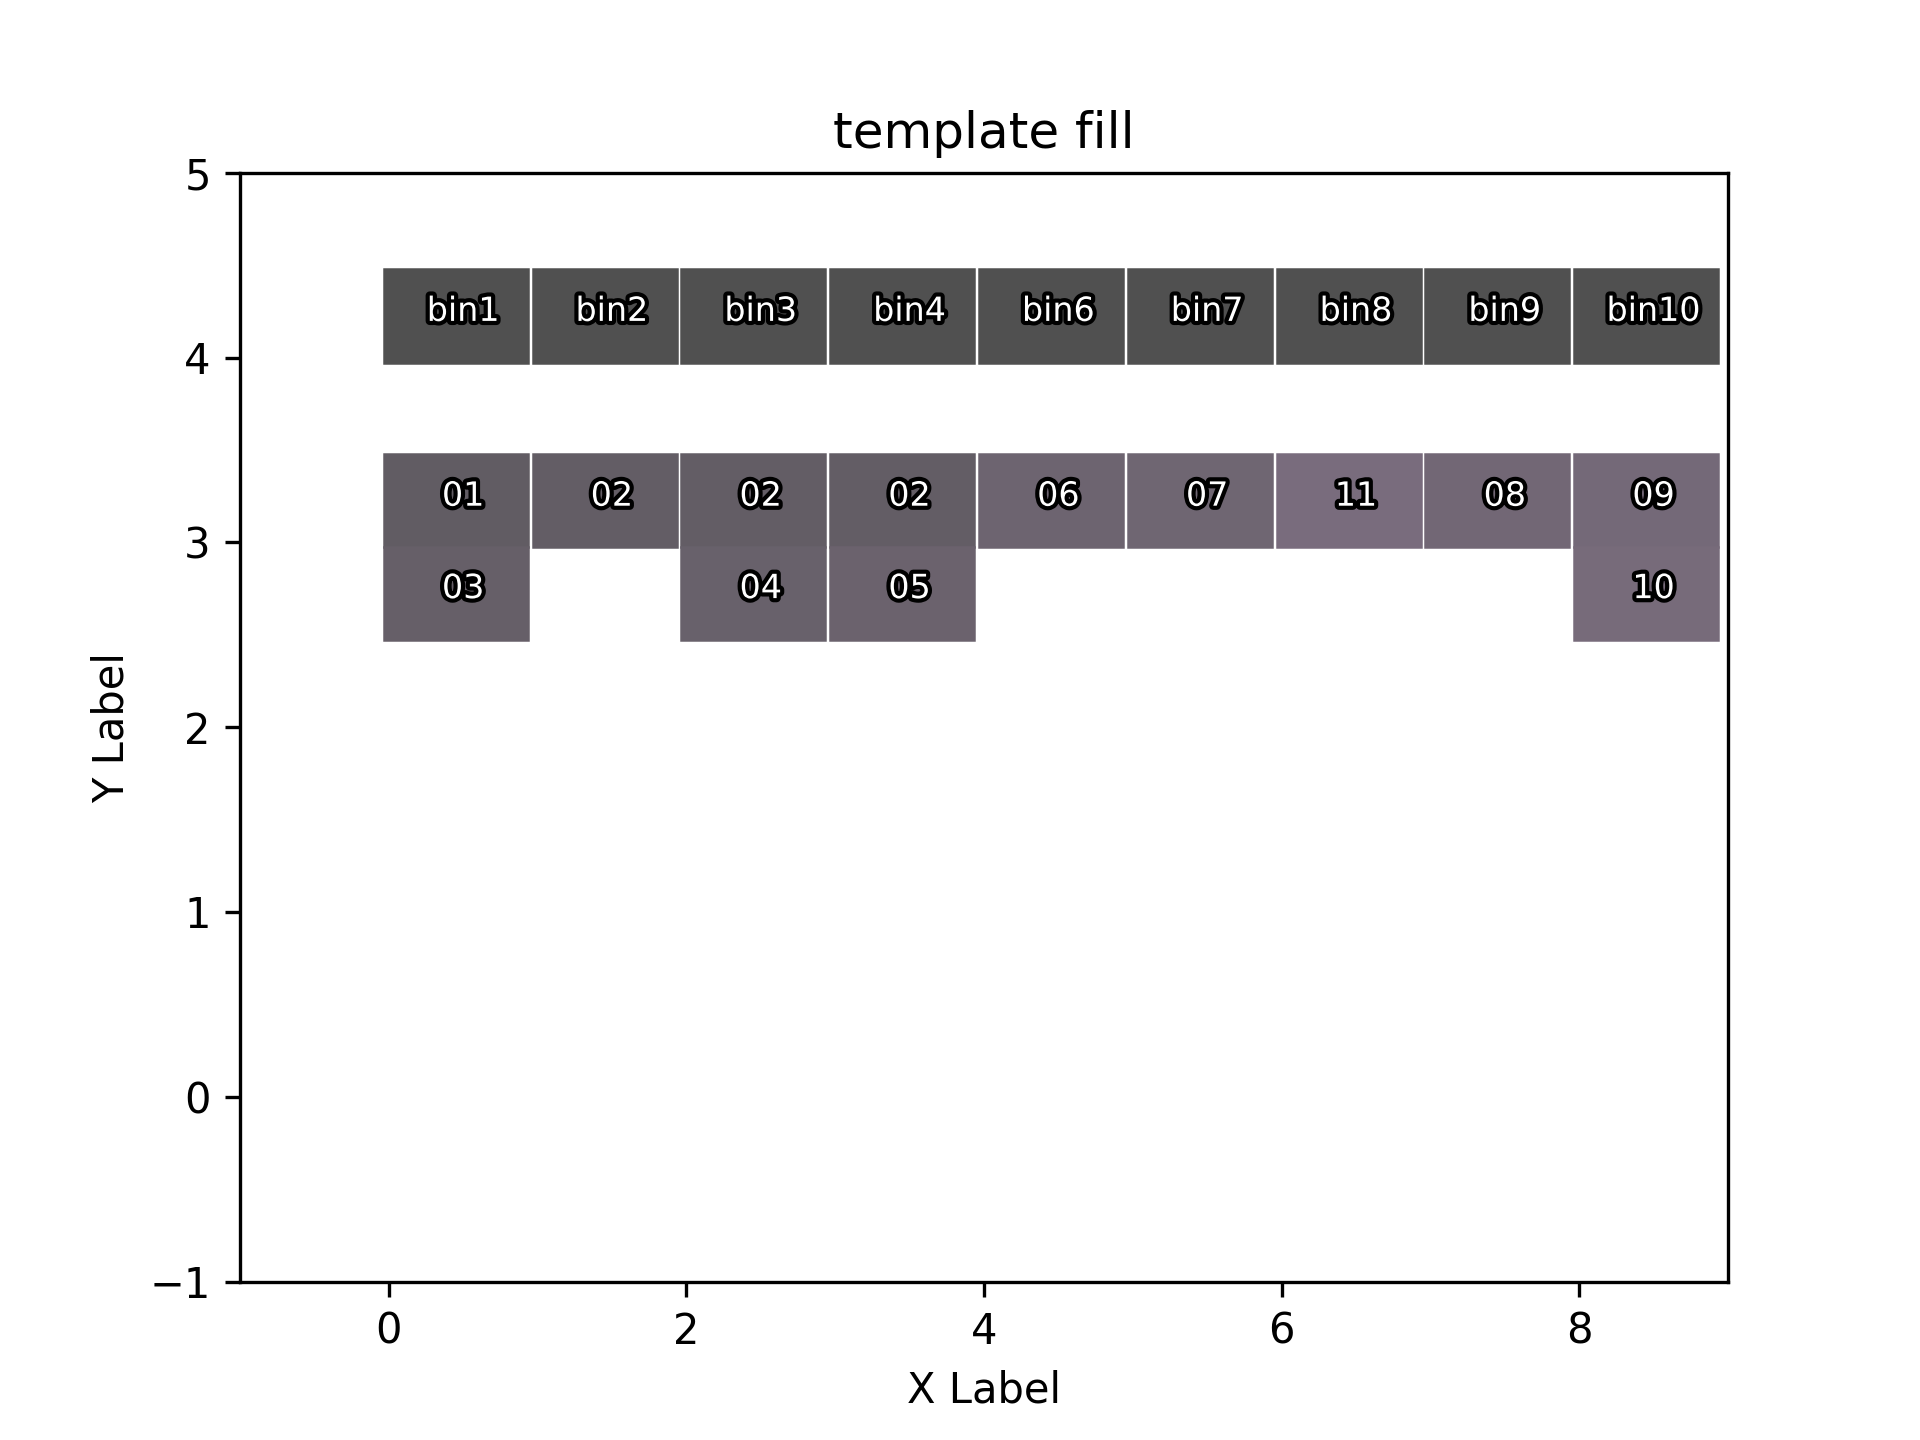 template fill
5
bin1 bin2 bin3 bin4 bin6 bin7 bin8 bin9 bin10
4
01 02 02 02 06 07 11 08 09
3
03 04 05 10
2
Y Label
1
0
−1
0 2 4 6 8
X Label